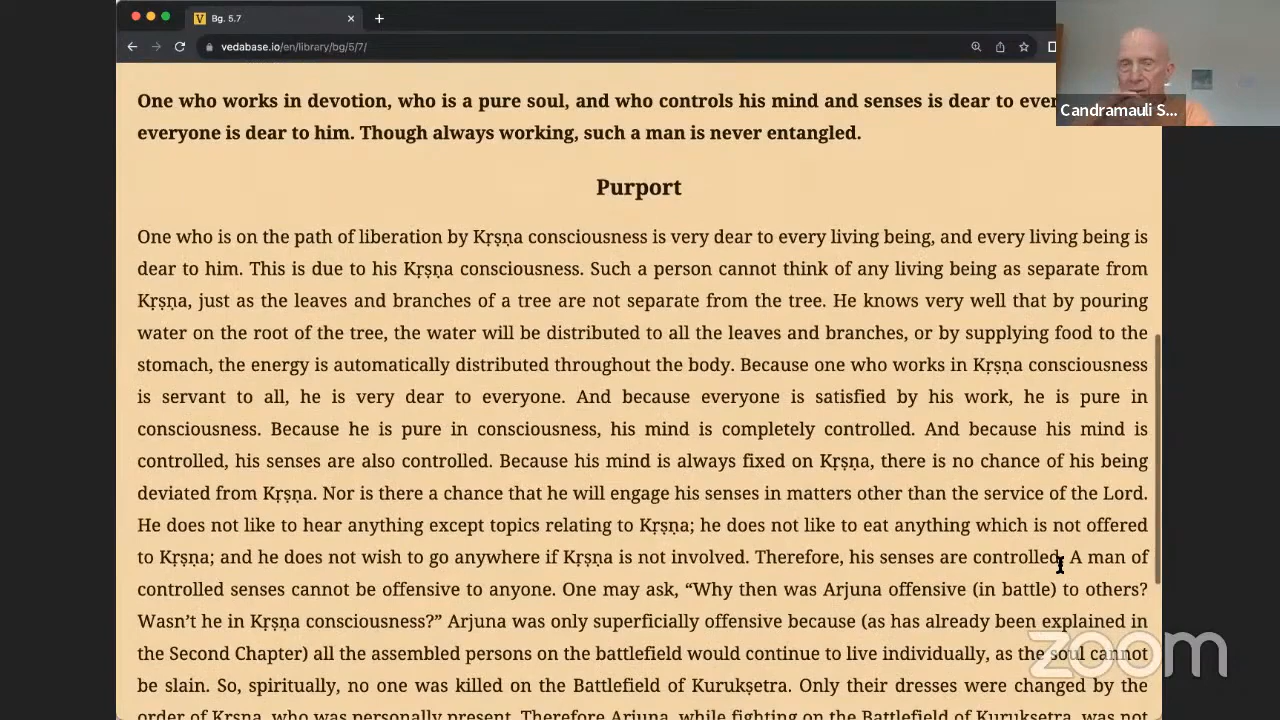 Bg. 5.7
vedabase.io/en/library/bg/5/7/
One who works in devotion, who is a pure soul, and who controls his mind and senses is dear to
everyone is dear to him. Though always working, such a man is never entangled.
Candramauli S...
Purport
One who is on the path of liberation by Kṛṣṇa consciousness is very dear to every living being, and every living being is
dear to him. This is due to his Kṛṣṇa consciousness. Such a person cannot think of any living being as separate from
Kṛṣṇa, just as the leaves and branches of a tree are not separate from the tree. He knows very well that by pouring
water on the root of the tree, the water will be distributed to all the leaves and branches, or by supplying food to the
stomach, the energy is automatically distributed throughout the body. Because one who works in Kṛṣṇa consciousness
is servant to all, he is very dear to everyone. And because everyone is satisfied by his work, he is pure in
consciousness. Because he is pure in consciousness, his mind is completely controlled. And because his mind is
controlled, his senses are also controlled. Because his mind is always fixed on Kṛṣṇa, there is no chance of his being
deviated from Kṛṣṇa. Nor is there a chance that he will engage his senses in matters other than the service of the Lord.
He does not like to hear anything except topics relating to Kṛṣṇa; he does not like to eat anything which is not offered
to Kṛṣṇa; and he does not wish to go anywhere if Kṛṣṇa is not involved. Therefore, his senses are controlled. A man of
controlled senses cannot be offensive to anyone. One may ask, “Why then was Arjuna offensive (in battle) to others?
Wasn’t he in Kṛṣṇa consciousness?” Arjuna was only superficially offensive because (as has already been explained in
the Second Chapter) all the assembled persons on the battlefield would continue to live individually, as the soul cannot
be slain. So, spiritually, no one was killed on the Battlefield of Kurukṣetra. Only their dresses were changed by the
order of Kṛṣṇa, who was personally present. Therefore Arjuna, while fighting on the Battlefield of Kurukṣetra, was not
zoom